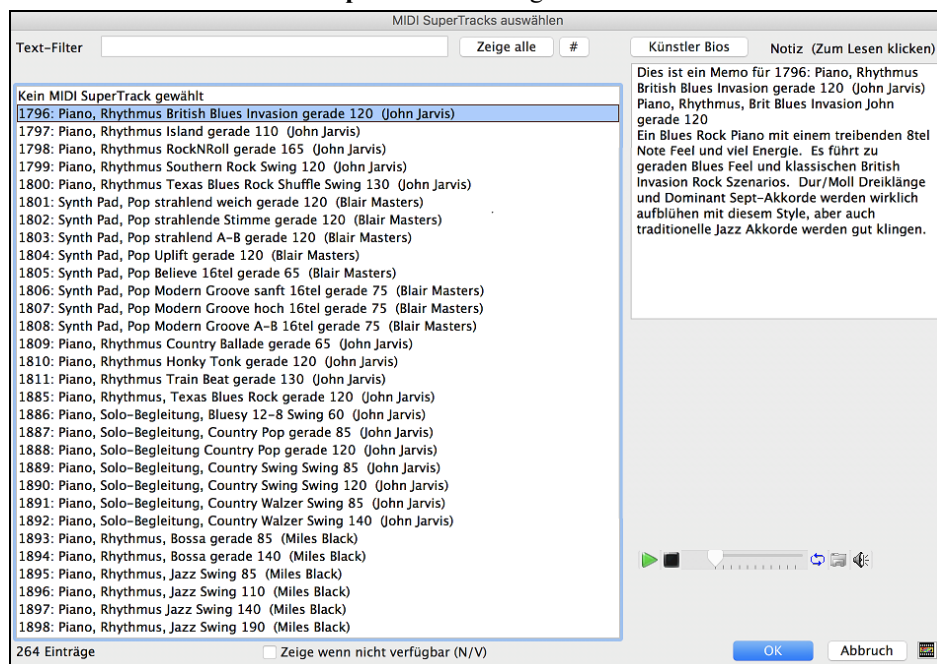 MIDI SuperTracks auswählen
Text-Filter
Zeige alle
#
Künstler Bios
Notiz (Zum Lesen klicken)
Kein MIDI SuperTrack gewählt
1796: Piano, Rhythmus British Blues Invasion gerade 120 (John Jarvis)
1797: Piano, Rhythmus Island gerade 110 (John Jarvis)
1798: Piano, Rhythmus RockNRoll gerade 165 (John Jarvis)
1799: Piano, Rhythmus Southern Rock Swing 120 (John Jarvis)
1800: Piano, Rhythmus Texas Blues Rock Shuffle Swing 130 (John Jarvis)
1801: Synth Pad, Pop strahlend weich gerade 120 (Blair Masters)
1802: Synth Pad, Pop strahlende Stimme gerade 120 (Blair Masters)
1803: Synth Pad, Pop strahlend A-B gerade 120 (Blair Masters)
1804: Synth Pad, Pop Uplift gerade 120 (Blair Masters)
1805: Synth Pad, Pop Believe 16tel gerade 65 (Blair Masters)
1806: Synth Pad, Pop Modern Groove sanft 16tel gerade 75 (Blair Masters)
1807: Synth Pad, Pop Modern Groove hoch 16tel gerade 75 (Blair Masters)
1808: Synth Pad, Pop Modern Groove A-B 16tel gerade 75 (Blair Masters)
1809: Piano, Rhythmus Country Ballade gerade 65 (John Jarvis)
1810: Piano, Rhythmus Honky Tonk gerade 120 (John Jarvis)
1811: Piano, Rhythmus Train Beat gerade 130 (John Jarvis)
1885: Piano, Rhythmus, Texas Blues Rock gerade 120 (John Jarvis)
1886: Piano, Solo-Begleitung, Bluesy 12-8 Swing 60 (John Jarvis)
1887: Piano, Solo-Begleitung, Country Pop gerade 85 (John Jarvis)
1888: Piano, Solo-Begleitung Country Pop gerade 120 (John Jarvis)
1889: Piano, Solo-Begleitung, Country Swing Swing 85 (John Jarvis)
1890: Piano, Solo-Begleitung, Country Swing Swing 120 (John Jarvis)
1891: Piano, Solo-Begleitung, Country Walzer Swing 85 (John Jarvis)
1892: Piano, Solo-Begleitung, Country Walzer Swing 140 (John Jarvis)
1893: Piano, Rhythmus, Bossa gerade 85 (Miles Black)
1894: Piano, Rhythmus, Bossa gerade 140 (Miles Black)
1895: Piano, Rhythmus, Jazz Swing 85 (Miles Black)
1896: Piano, Rhythmus, Jazz Swing 110 (Miles Black)
1897: Piano, Rhythmus Jazz Swing 140 (Miles Black)
1898: Piano, Rhythmus, Jazz Swing 190 (Miles Black)
Dies ist ein Memo für 1796: Piano, Rhythmus
British Blues Invasion gerade 120 (John Jarvis)
Piano, Rhythmus, Brit Blues Invasion John
gerade 120
Ein Blues Rock Piano mit einem treibenden 8tel
Note Feel und viel Energie. Es führt zu
geraden Blues Feel und klassischen British
Invasion Rock Szenarios. Dur/Moll Dreiklänge
und Dominant Sept-Akkorde werden wirklich
aufblühen mit diesem Style, aber auch
traditionelle Jazz Akkorde werden gut klingen.
264 Einträge
Zeige wenn nicht verfügbar (N/V)
OK
Abbruch